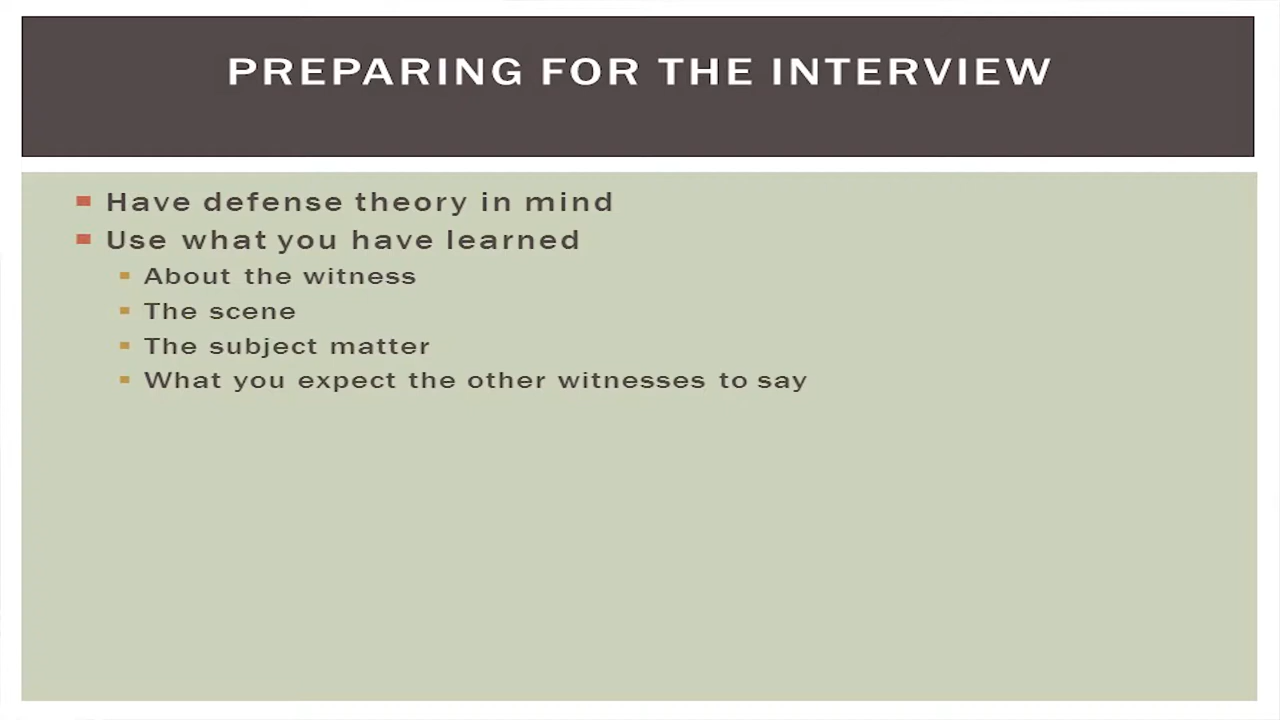 PREPARING FOR THE INTERVIEW
Have defense theory in mind
Use what you have learned
About the witness
The scene
The subject matter
What you expect the other witnesses to say